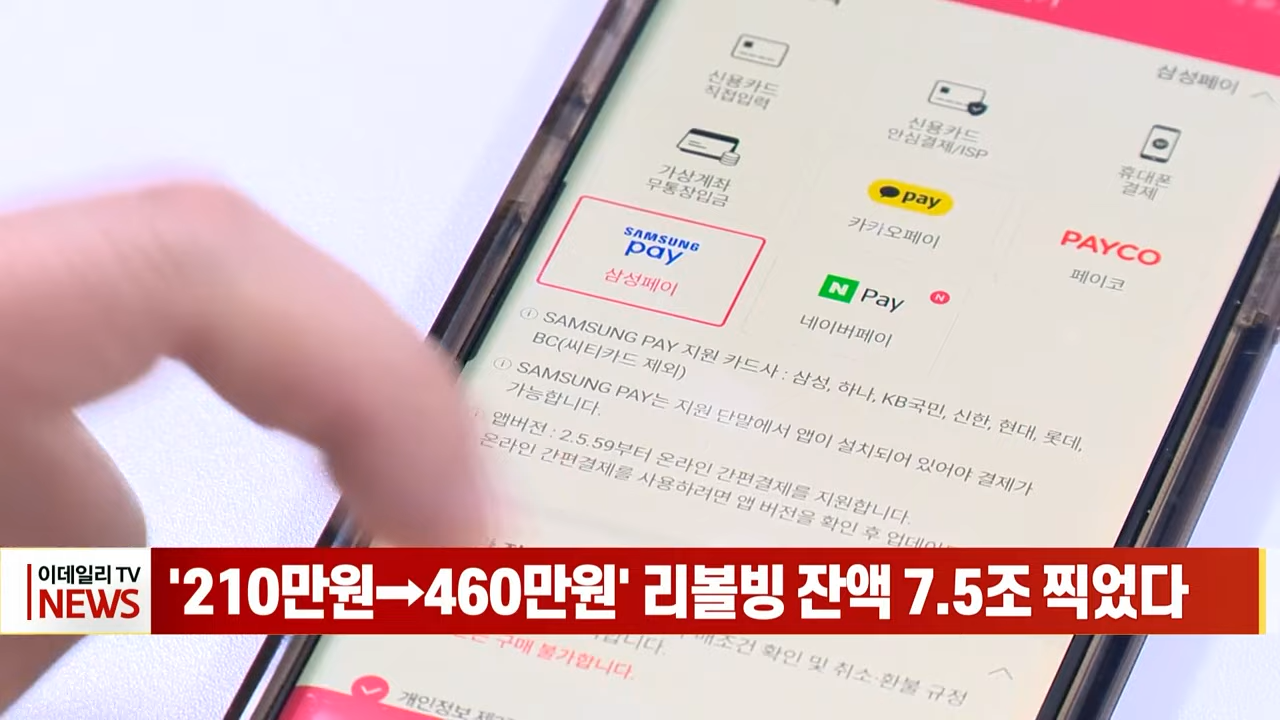 삼성페이
신용카드
직접입력
신용카드
안심결제/ISP
휴대폰
결제
가상계좌
무통장입금
pay
카카오페이
PAYCO
페이코
SAMSUNG
pay
삼성페이
N Pay
N
네이버페이
SAMSUNG PAY 지원 카드사 : 삼성, 하나, KB국민, 신한, 현대, 롯데,
BC(씨티카드 제외)
SAMSUNG PAY는 지원 단말에서 앱이 설치되어 있어야 결제가
가능합니다.
앱버전 : 2.5.59부터 온라인 간편결제를 지원합니다.
온라인 간편결제를 사용하려면 앱 버전을 확인 후
이데일리 TV
NEWS
'210만원→460만원' 리볼빙 잔액 7.5조 찍었다
확인 및 취소·환불 규정
구매 불가합니다.
개인정보